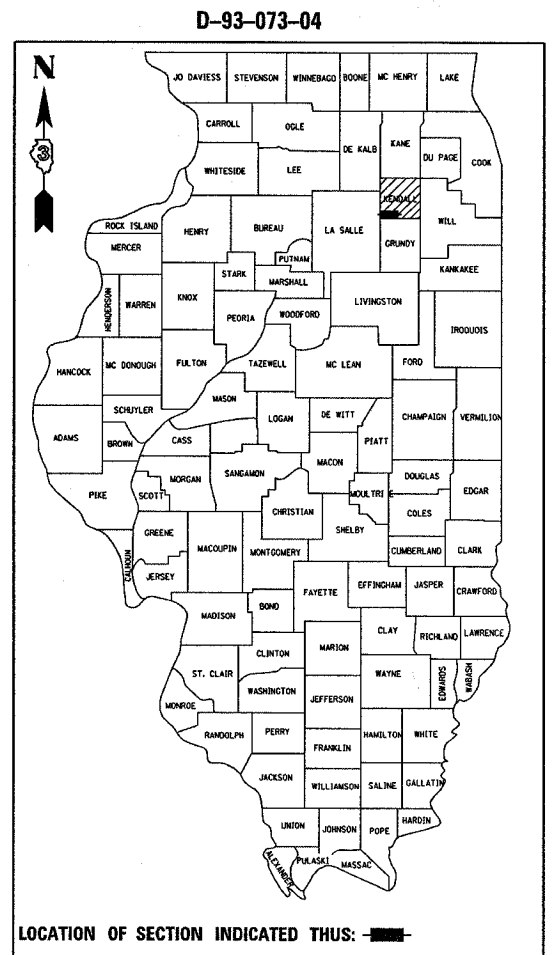 D-93-073-04
N
3
JO DAVIESS STEVENSON WINNEBAGO BOONE MC HENRY LAKE
CARROLL OGLE
DE KALB KANE COOK
DU PAGE
WHITESIDE LEE
KENDALL
ROCK ISLAND HENRY BUREAU LA SALLE WILL
MERCER GRUNDY
PUTNAM
STARK KANKAKEE
MARSHALL
HENDERSON WARREN KNOX LIVINGSTON
PEORIA WOODFORD IROQUOIS
HANCOCK MC DONOUGH FULTON TAZEWELL MC LEAN FORD
MASON
SCHUYLER LOGAN DE WITT CHAMPAIGN VERMILION
ADAMS BROWN CASS PIATT
MACON
MORGAN SANGAMON DOUGLAS
PIKE SCOTT MOULTRIE EDGAR
CHRISTIAN COLES
GREENE SHELBY
MACOUPIN MONTGOMERY CUMBERLAND CLARK
CALHOUN JERSEY
FAYETTE EFFINGHAM JASPER CRAWFORD
MADISON BOND
CLAY RICHLAND LAWRENCE
CLINTON MARION
ST. CLAIR WAYNE EDWARDS WABASH
WASHINGTON JEFFERSON
MONROE
RANDOLPH PERRY HAMILTON WHITE
FRANKLIN
JACKSON WILLIAMSON SALINE GALLATIN
UNION JOHNSON POPE HARDIN
ALEXANDER PULASKI MASSAC
LOCATION OF SECTION INDICATED THUS: